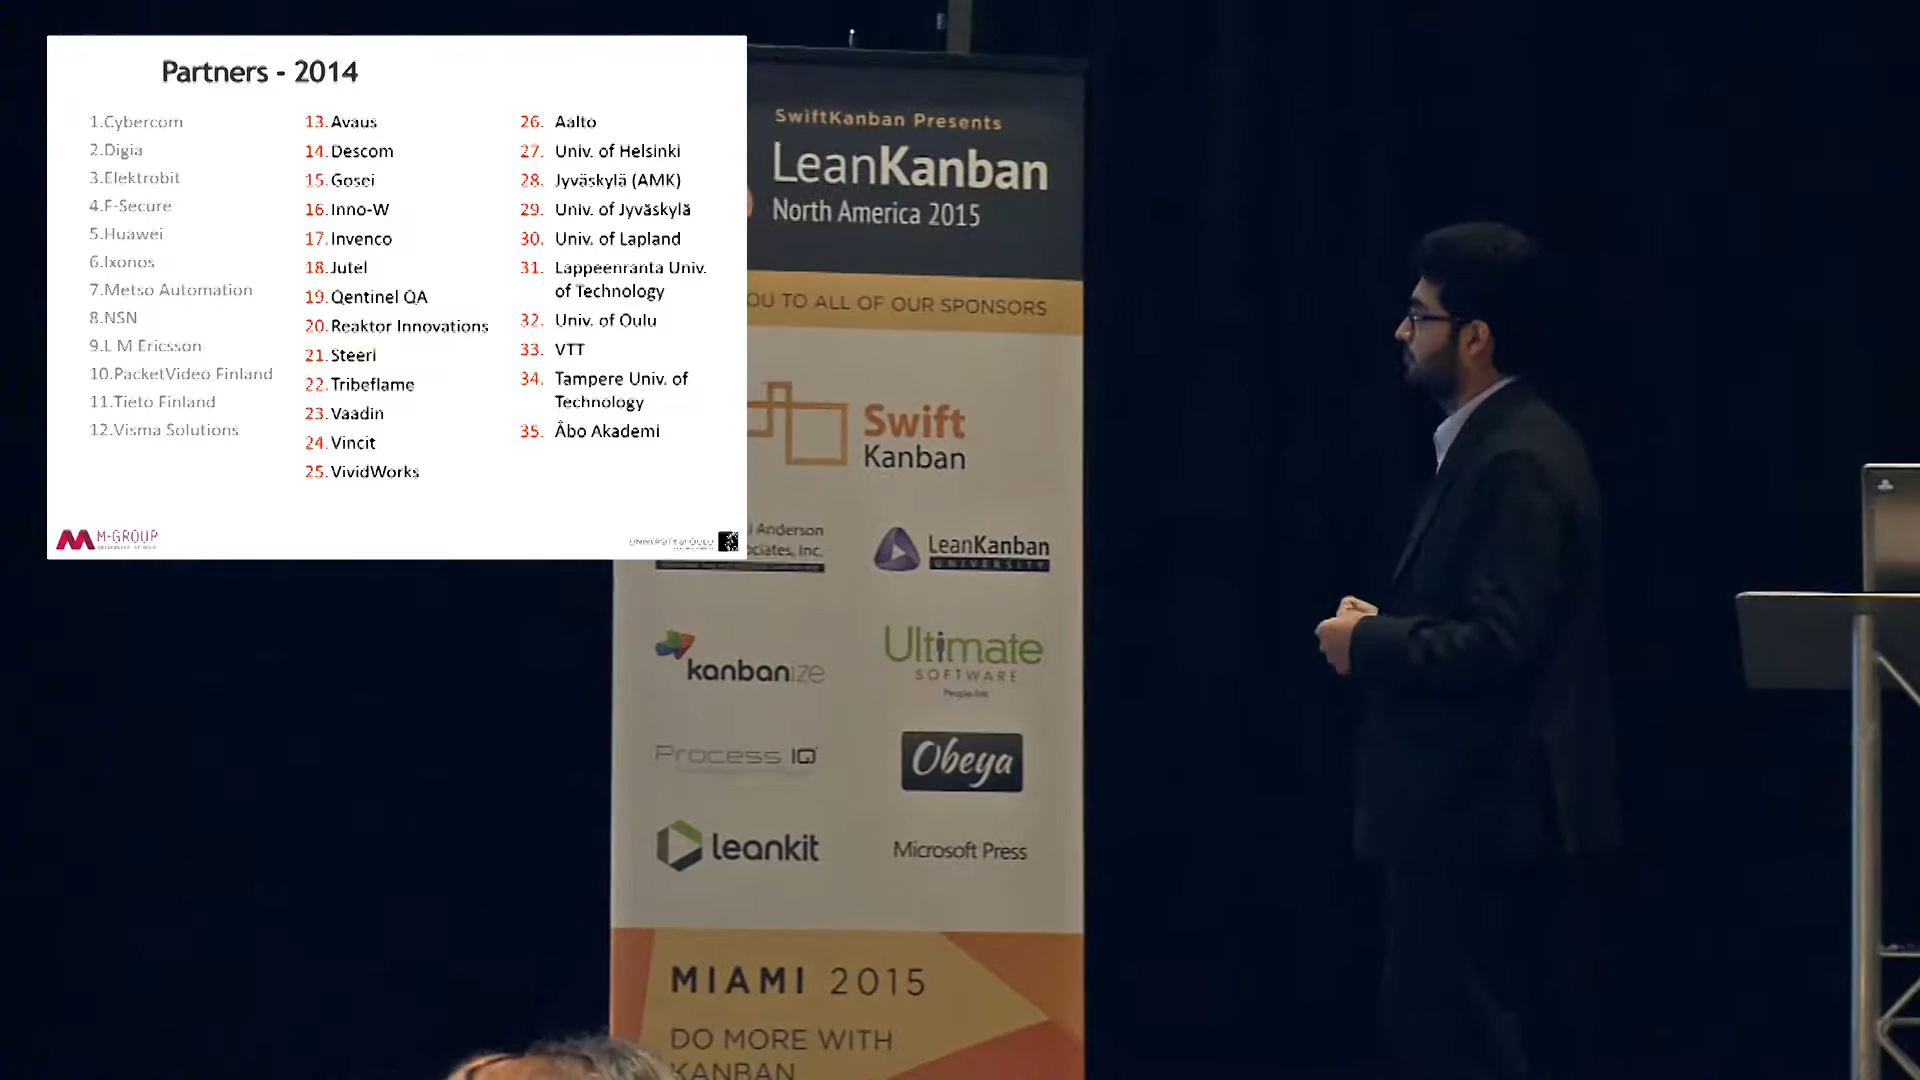 Partners - 2014
1.Cybercom
2.Digia
3.Elektrobit
4.F-Secure
5.Huawei
6.Ixonos
7.Metso Automation
8.NSN
9.L M Ericsson
10.PacketVideo Finland
11.Tieto Finland
12.Visma Solutions
13. Avaus
14. Descom
15. Gosei
16. Inno-W
17. Invenco
18. Jutel
19. Qentinel QA
20. Reaktor Innovations
21. Steeri
22. Tribeflame
23. Vaadin
24. Vincit
25. VividWorks
26. Aalto
27. Univ. of Helsinki
28. Jyväskylä (AMK)
29. Univ. of Jyväskylä
30. Univ. of Lapland
31. Lappeenranta Univ.
of Technology
32. Univ. of Oulu
33. VTT
34. Tampere Univ. of
Technology
35. Åbo Akademi
M-GROUP
UNIVERSITY OF OULU
SwiftKanban Presents
LeanKanban
North America 2015
OU TO ALL OF OUR SPONSORS
Swift
Kanban
Anderson
ciates, Inc.
LeanKanban
UNIVERSITY
kanbanize
Ultimate
SOFTWARE
People first
Process IQ
Obeya
leankit
Microsoft Press
MIAMI 2015
DO MORE WITH
KANBAN